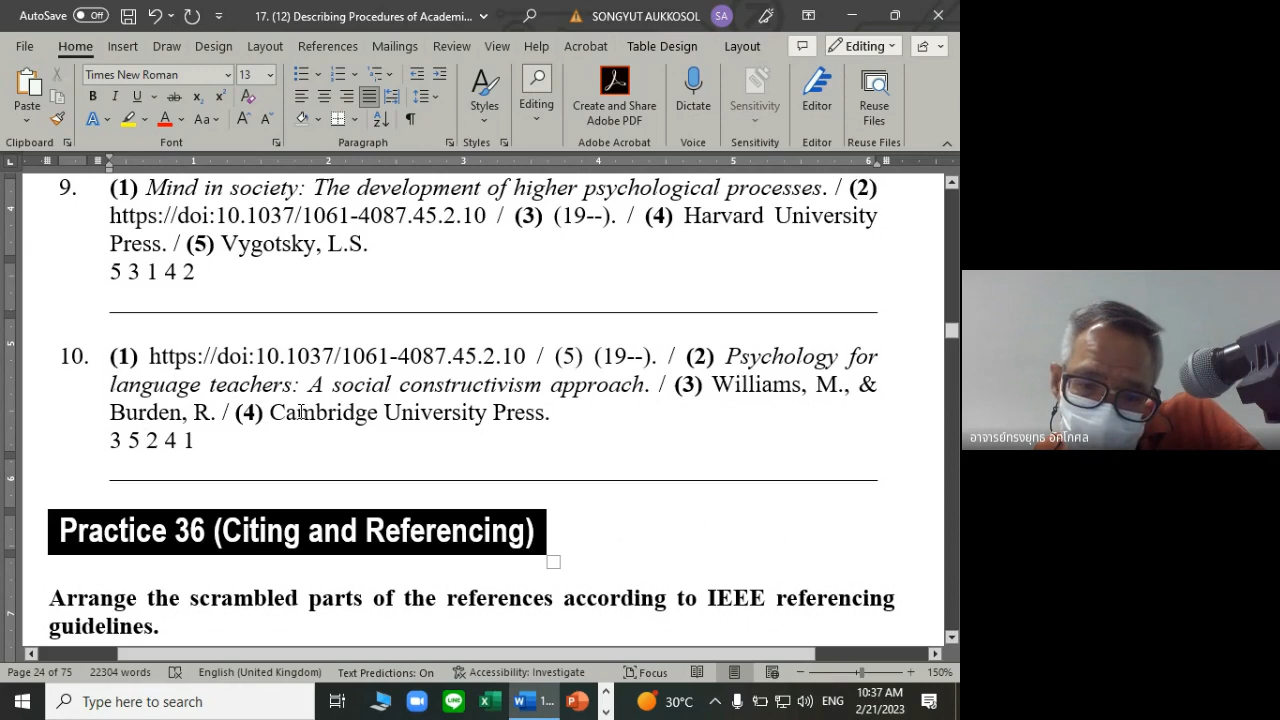 AutoSave Off 17. (12) Describing Procedures of Academi... SONGYUT AUKKOSOL SA
File Home Insert Draw Design Layout References Mailings Review View Help Acrobat Table Design Layout Editing
Times New Roman 13
Paste Styles Editing Create and Share Adobe PDF Dictate Sensitivity Editor Reuse Files
Clipboard Font Paragraph Styles Adobe Acrobat Voice Sensitivity Editor Reuse Files
1 2 3 4 5 6
9. (1) Mind in society: The development of higher psychological processes. / (2)
https://doi:10.1037/1061-4087.45.2.10 / (3) (19--). / (4) Harvard University
Press. / (5) Vygotsky, L.S.
5 3 1 4 2
10. (1) https://doi:10.1037/1061-4087.45.2.10 / (5) (19--). / (2) Psychology for
language teachers: A social constructivism approach. / (3) Williams, M., &
Burden, R. / (4) Cambridge University Press.
3 5 2 4 1
Practice 36 (Citing and Referencing)
Arrange the scrambled parts of the references according to IEEE referencing
guidelines.
Page 24 of 75 22304 words English (United Kingdom) Text Predictions: On Accessibility: Investigate Focus 150%
Type here to search 1... 30°C ENG 10:37 AM
2/21/2023
อาจารย์ทรงยุทธ อัคโกศล